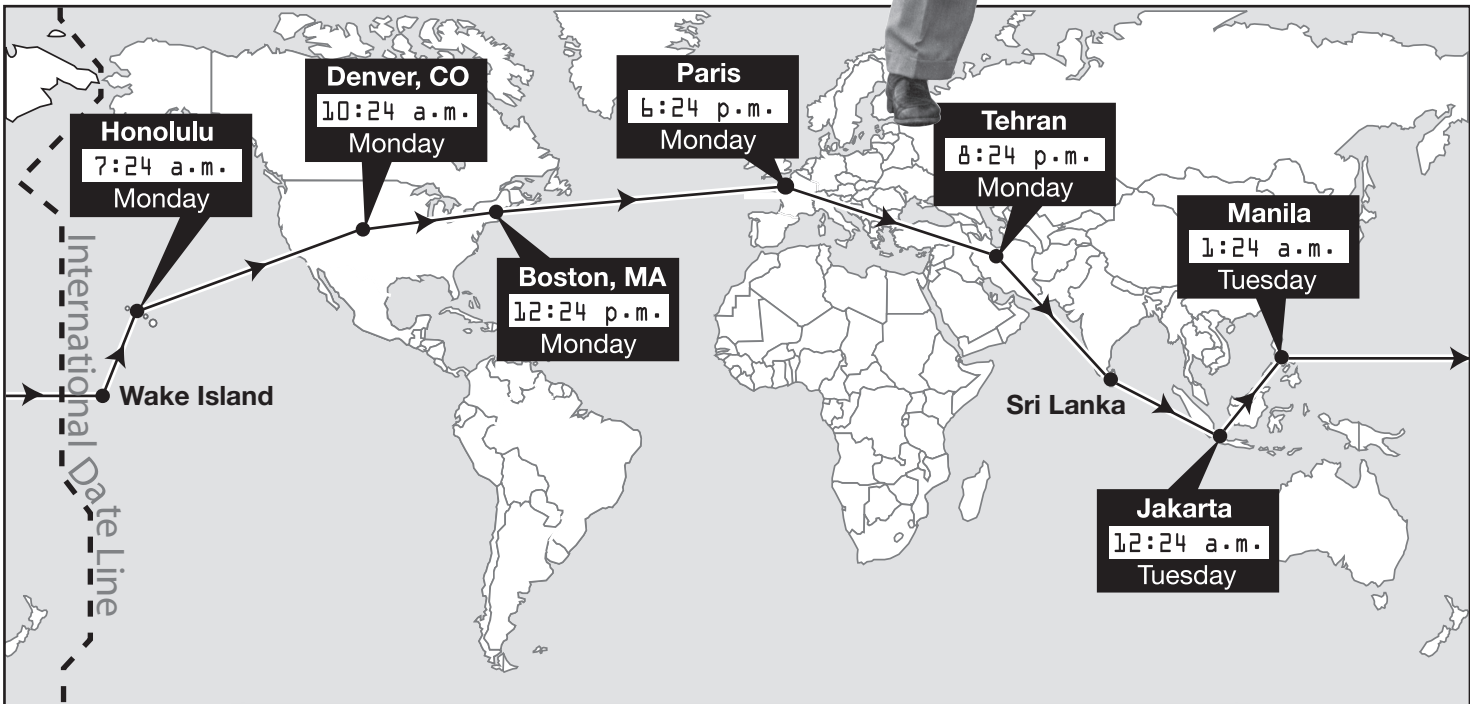 Denver, CO
10:24 a.m.
Monday
Paris
6:24 p.m.
Monday
Honolulu
7:24 a.m.
Monday
Tehran
8:24 p.m.
Monday
Manila
1:24 a.m.
Tuesday
Boston, MA
12:24 p.m.
Monday
International Date Line
Wake Island
Sri Lanka
Jakarta
12:24 a.m.
Tuesday